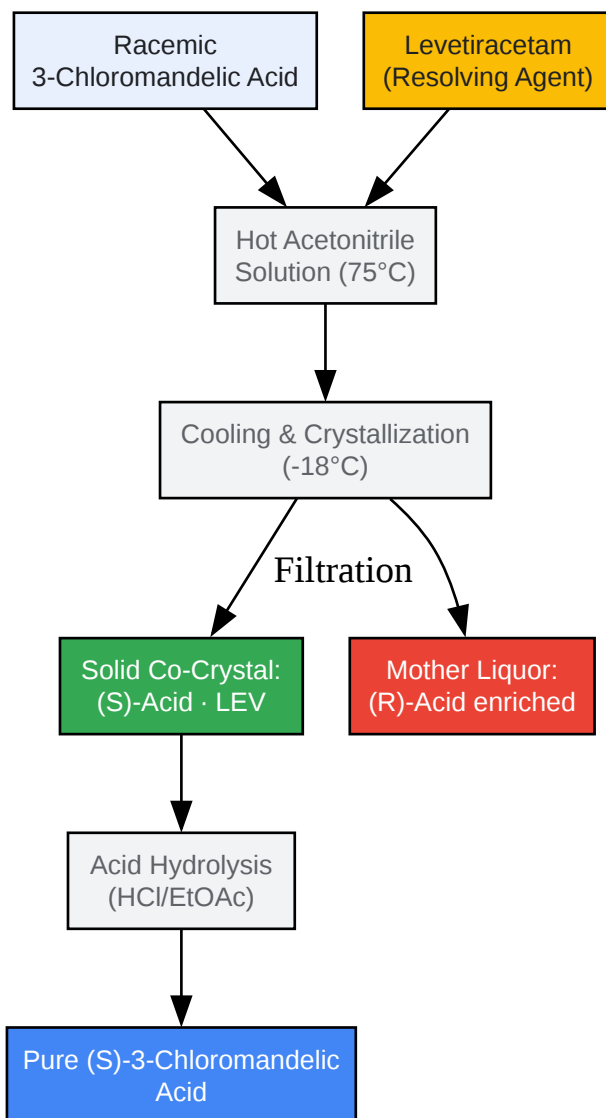 Racemic
3-Chloromandelic Acid
Levetiracetam
(Resolving Agent)
Hot Acetonitrile
Solution (75°C)
Cooling & Crystallization
(-18°C)
Filtration
Solid Co-Crystal:
(S)-Acid · LEV
Mother Liquor:
(R)-Acid enriched
Acid Hydrolysis
(HCl/EtOAc)
Pure (S)-3-Chloromandelic
Acid